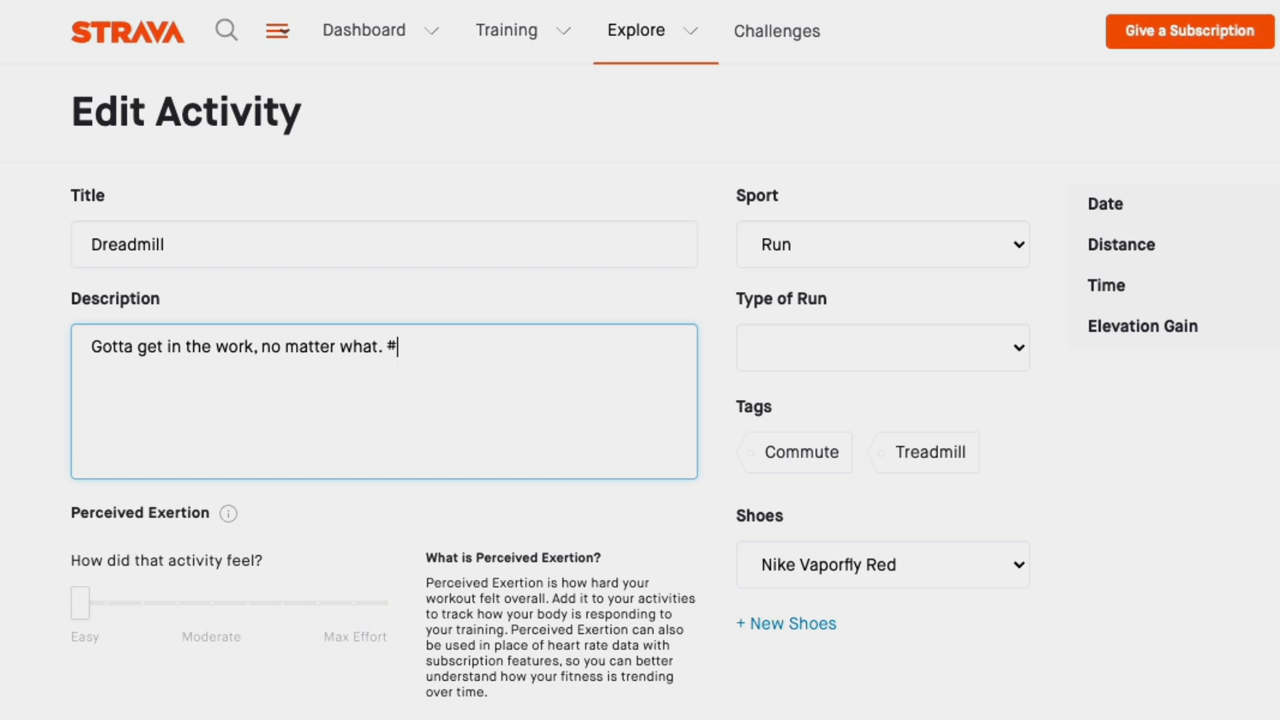 STRAVA
Dashboard
Training
Explore
Challenges
Give a Subscription
Edit Activity
Title
Dreadmill
Description
Gotta get in the work, no matter what. #
Perceived Exertion
How did that activity feel?
Easy
Moderate
Max Effort
What is Perceived Exertion?
Perceived Exertion is how hard your
workout felt overall. Add it to your activities
to track how your body is responding to
your training. Perceived Exertion can also
be used in place of heart rate data with
subscription features, so you can better
understand how your fitness is trending
over time.
Sport
Run
Type of Run
Tags
Commute
Treadmill
Shoes
Nike Vaporfly Red
+ New Shoes
Date
Distance
Time
Elevation Gain